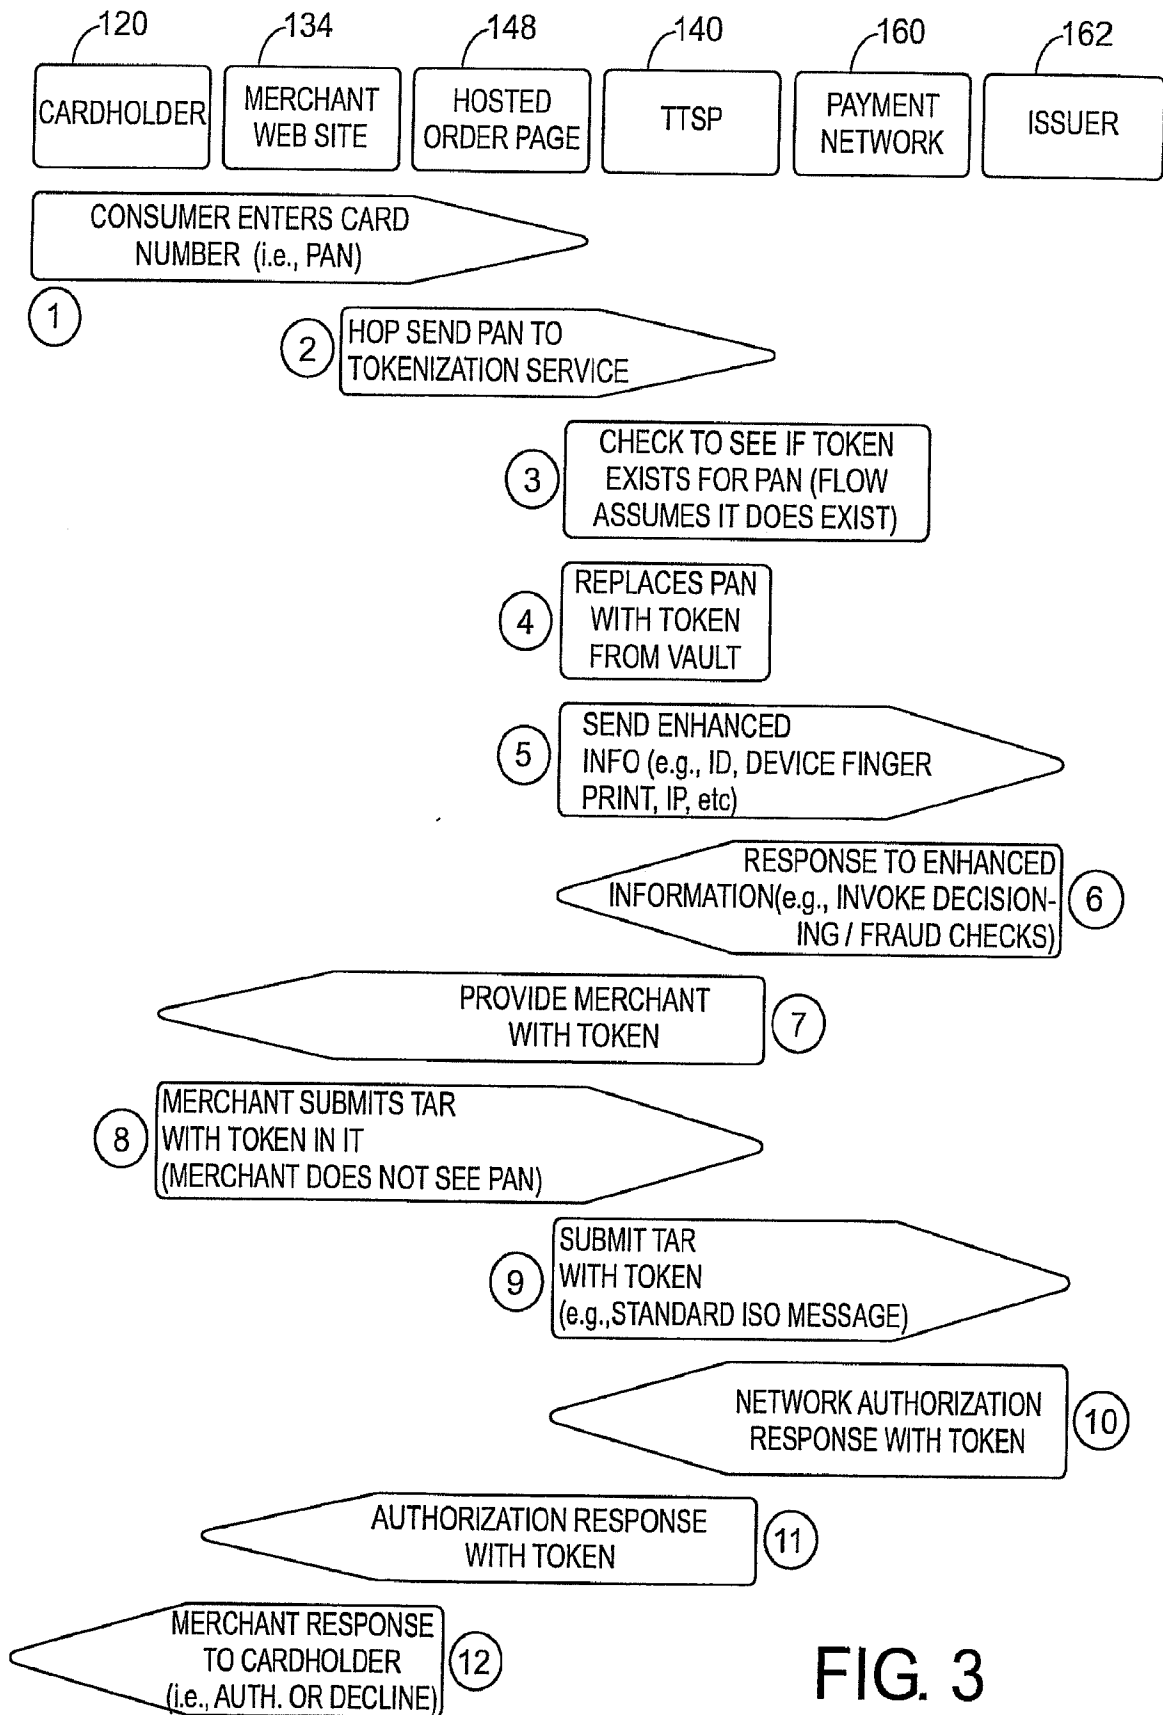 120
134
148
140
160
162
CARDHOLDER
MERCHANT
WEB SITE
HOSTED
ORDER PAGE
TTSP
PAYMENT
NETWORK
ISSUER
CONSUMER ENTERS CARD
NUMBER (i.e., PAN)
1
2
HOP SEND PAN TO
TOKENIZATION SERVICE
3
CHECK TO SEE IF TOKEN
EXISTS FOR PAN (FLOW
ASSUMES IT DOES EXIST)
4
REPLACES PAN
WITH TOKEN
FROM VAULT
5
SEND ENHANCED
INFO (e.g., ID, DEVICE FINGER
PRINT, IP, etc)
RESPONSE TO ENHANCED
INFORMATION(e.g., INVOKE DECISION-
ING / FRAUD CHECKS)
6
PROVIDE MERCHANT
WITH TOKEN
7
8
MERCHANT SUBMITS TAR
WITH TOKEN IN IT
(MERCHANT DOES NOT SEE PAN)
9
SUBMIT TAR
WITH TOKEN
(e.g.,STANDARD ISO MESSAGE)
NETWORK AUTHORIZATION
RESPONSE WITH TOKEN
10
AUTHORIZATION RESPONSE
WITH TOKEN
11
MERCHANT RESPONSE
TO CARDHOLDER
(i.e., AUTH. OR DECLINE)
12
FIG. 3